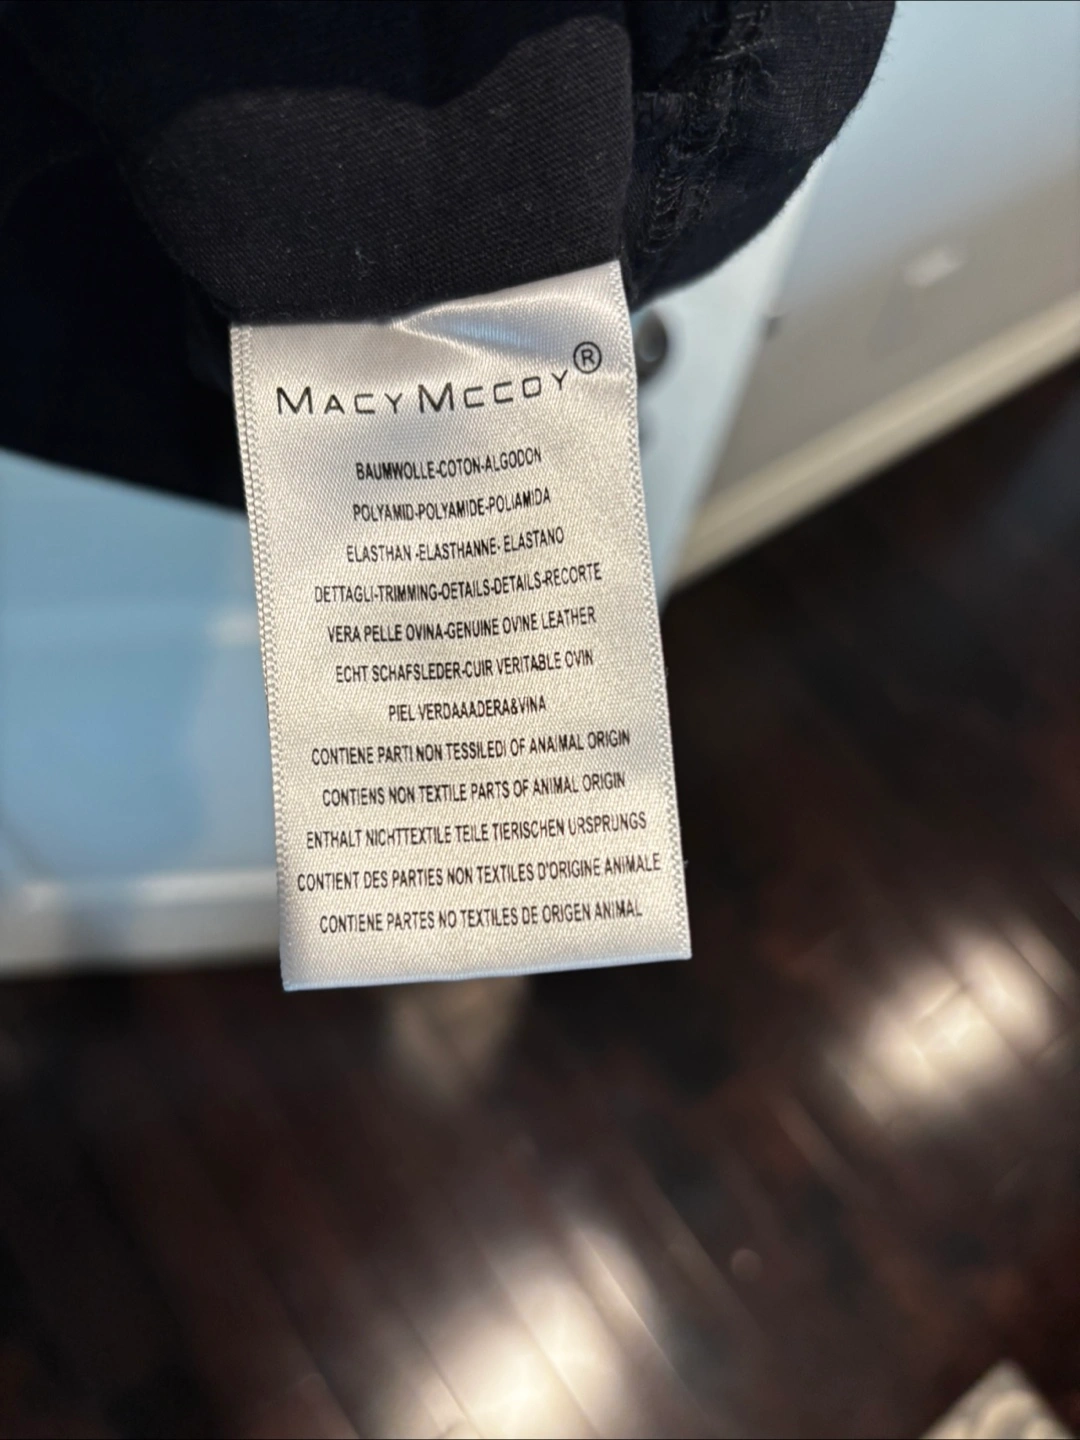 MACY MCCOY®
BAUMWOLLE-COTON-ALGODON
POLYAMID-POLYAMIDE-POLIAMIDA
ELASTHAN -ELASTHANNE- ELASTANO
DETTAGLI-TRIMMING-OETAILS-DETAILS-RECORTE
VERA PELLE OVINA-GENUINE OVINE LEATHER
ECHT SCHAFSLEDER-CUIR VERITABLE OVIN
PIEL VERDAAADERA&VINA
CONTIENE PARTI NON TESSILEDI OF ANAIMAL ORIGIN
CONTIENS NON TEXTILE PARTS OF ANIMAL ORIGIN
ENTHALT NICHTTEXTILE TEILE TIERISCHEN URSPRUNGS
CONTIENT DES PARTIES NON TEXTILES D'ORIGINE ANIMALE
CONTIENE PARTES NO TEXTILES DE ORIGEN ANIMAL